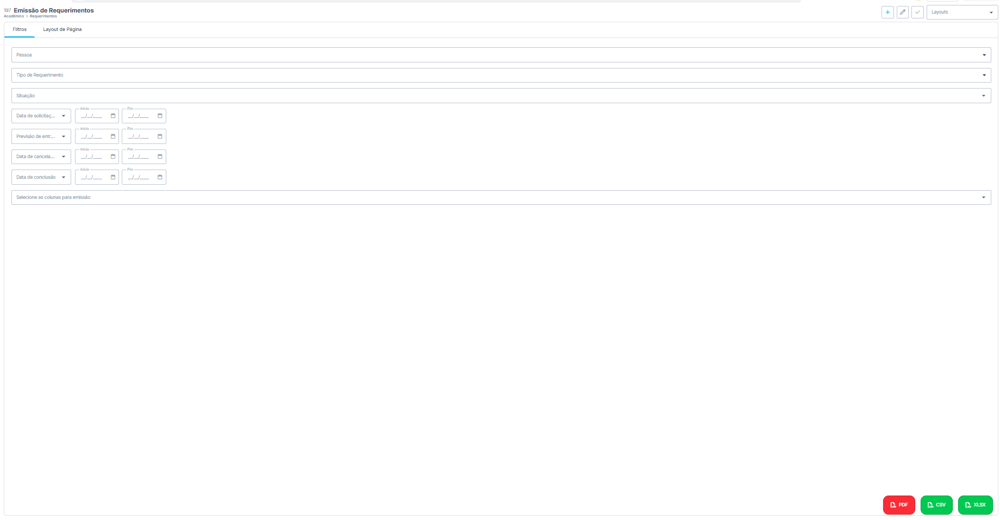 197 Emissão de Requerimentos
Acadêmico > Requerimentos
Layouts
Filtros Layout de Página
Pessoa
Tipo de Requerimento
Situação
Data de solicitaç... Início __/__/____ Fim __/__/____
Previsão de entr... Início __/__/____ Fim __/__/____
Data de cancela... Início __/__/____ Fim __/__/____
Data de conclusão Início __/__/____ Fim __/__/____
Selecione as colunas para emissão
PDF CSV XLSX